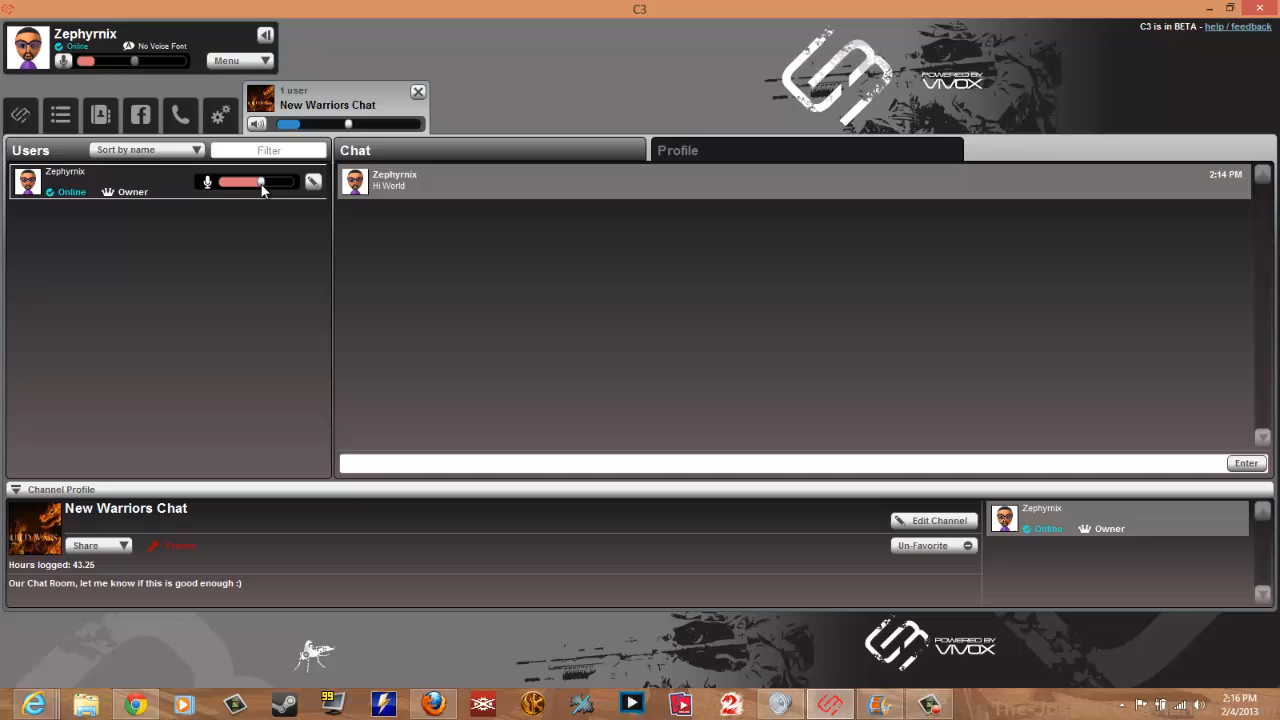 C3
Zephyrnix
Online
No Voice Font
Menu
C3 is in BETA - help / feedback
POWERED BY
VIVOX
1 user
New Warriors Chat
Users
Sort by name
Filter
Chat
Profile
Zephyrnix
Online
Owner
Zephyrnix
Hi World
2:14 PM
Enter
Channel Profile
New Warriors Chat
Share
Edit Channel
Un-Favorite
Zephyrnix
Online
Owner
Hours logged: 43.25
Our Chat Room, let me know if this is good enough :)
POWERED BY
VIVOX
99
2
2:16 PM
2/4/2013